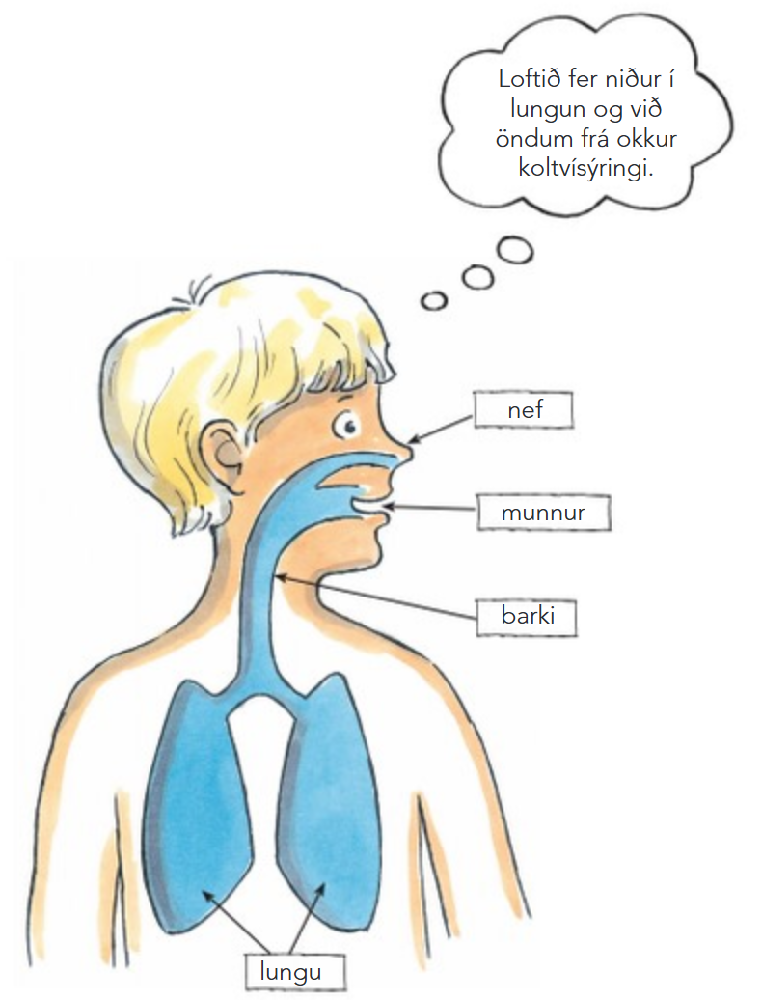 Loftið fer niður í
lungun og við
öndum frá okkur
koltvísýringi.
nef
munnur
barki
lungu